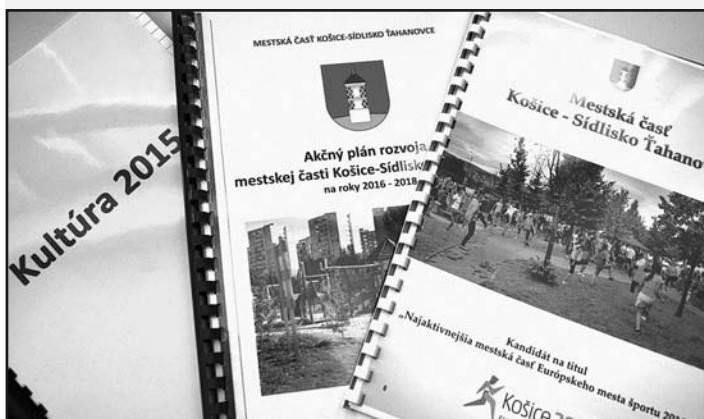 Kultúra 2015
MESTSKÁ ČASŤ KOŠICE-SÍDLISKO ŤAHANOVCE
Akčný plán rozvoja
mestskej časti Košice-Sídlisk
na roky 2016 - 2018
Mestská časť
Košice - Sídlisko Ťahanov
Kandidát na titul
„Najaktívnejšia mestská časť Európskeho mesta športu
Košice